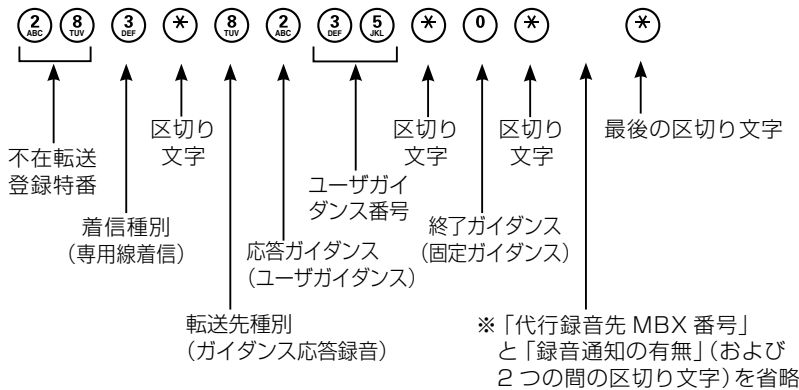 2 ABC 8 TUV 3 DEF * 8 TUV 2 ABC 3 DEF 5 JKL * 0 * *
不在転送
登録特番
着信種別
（専用線着信）
区切り
文字
転送先種別
（ガイダンス応答録音）
応答ガイダンス
（ユーザガイダンス）
ユーザガイ
ダンス番号
区切り
文字
終了ガイダンス
（固定ガイダンス）
区切り
文字
※「代行録音先 MBX 番号」
と「録音通知の有無」（および
2 つの間の区切り文字）を省略
最後の区切り文字